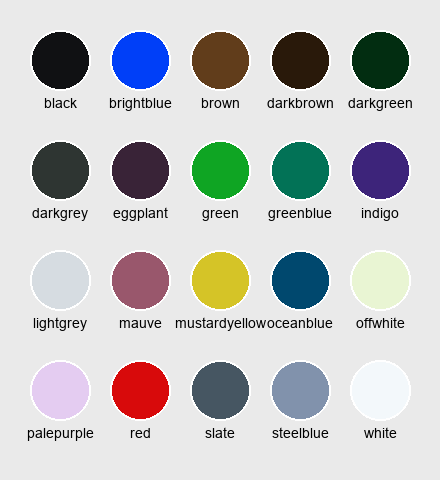 black brightblue brown darkbrown darkgreen
darkgrey eggplant green greenblue indigo
lightgrey mauve mustardyellow oceanblue offwhite
palepurple red slate steelblue white